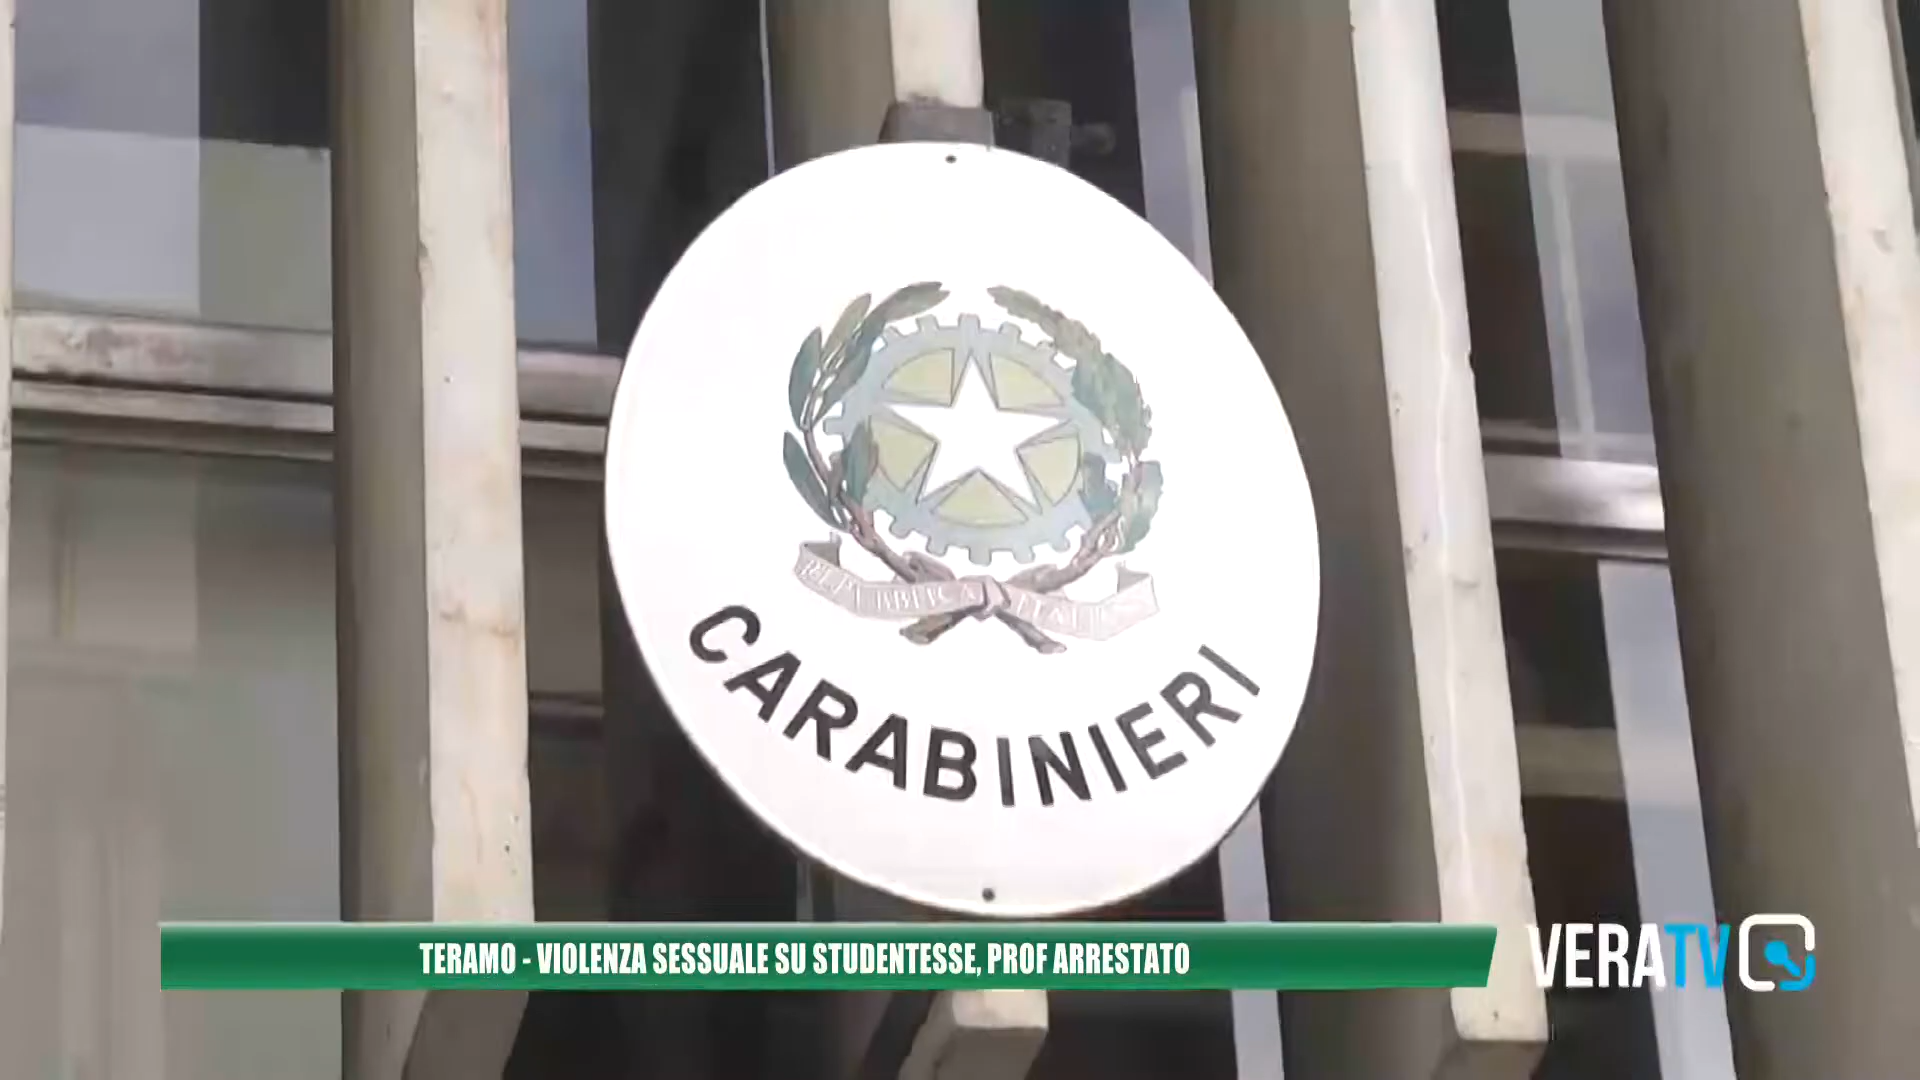 REPUBBLICA ITALIANA
CARABINIERI
TERAMO - VIOLENZA SESSUALE SU STUDENTESSE, PROF ARRESTATO
VERATV